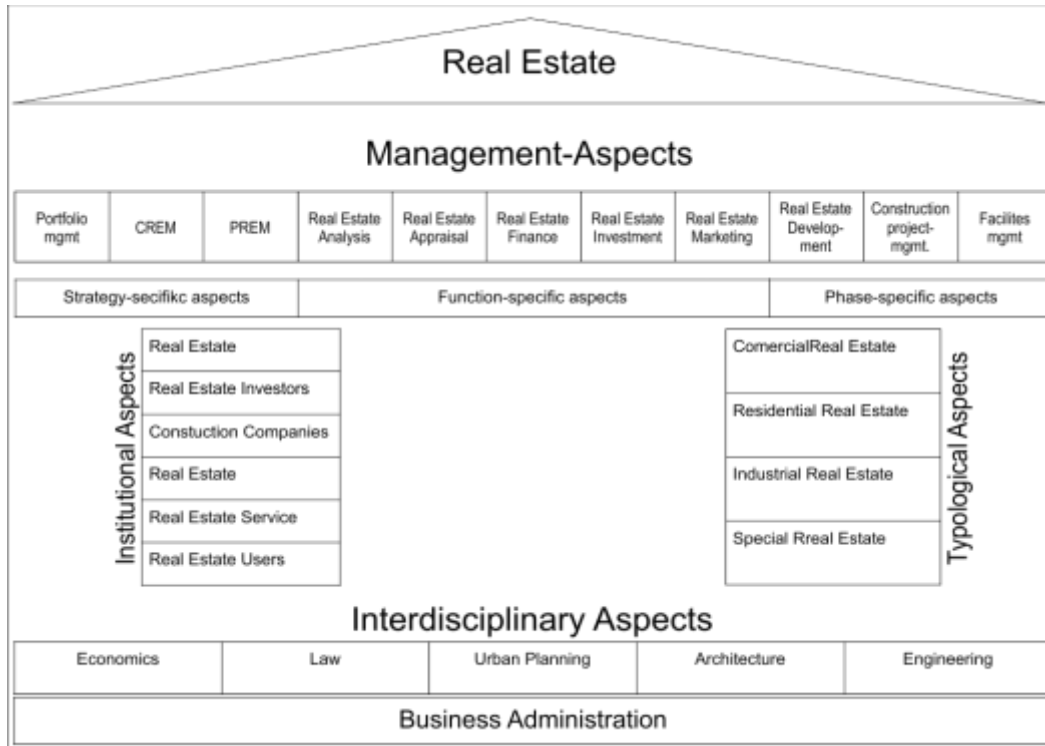 Real Estate
Management-Aspects
Portfolio
mgmt
CREM
PREM
Real Estate
Analysis
Real Estate
Appraisal
Real Estate
Finance
Real Estate
Investment
Real Estate
Marketing
Real Estate
Develop-
ment
Construction
project-
mgmt.
Facilites
mgmt
Strategy-secifikc aspects
Function-specific aspects
Phase-specific aspects
Institutional Aspects
Real Estate
Real Estate Investors
Constuction Companies
Real Estate
Real Estate Service
Real Estate Users
ComercialReal Estate
Residential Real Estate
Industrial Real Estate
Special Rreal Estate
Typological Aspects
Interdisciplinary Aspects
Economics
Law
Urban Planning
Architecture
Engineering
Business Administration